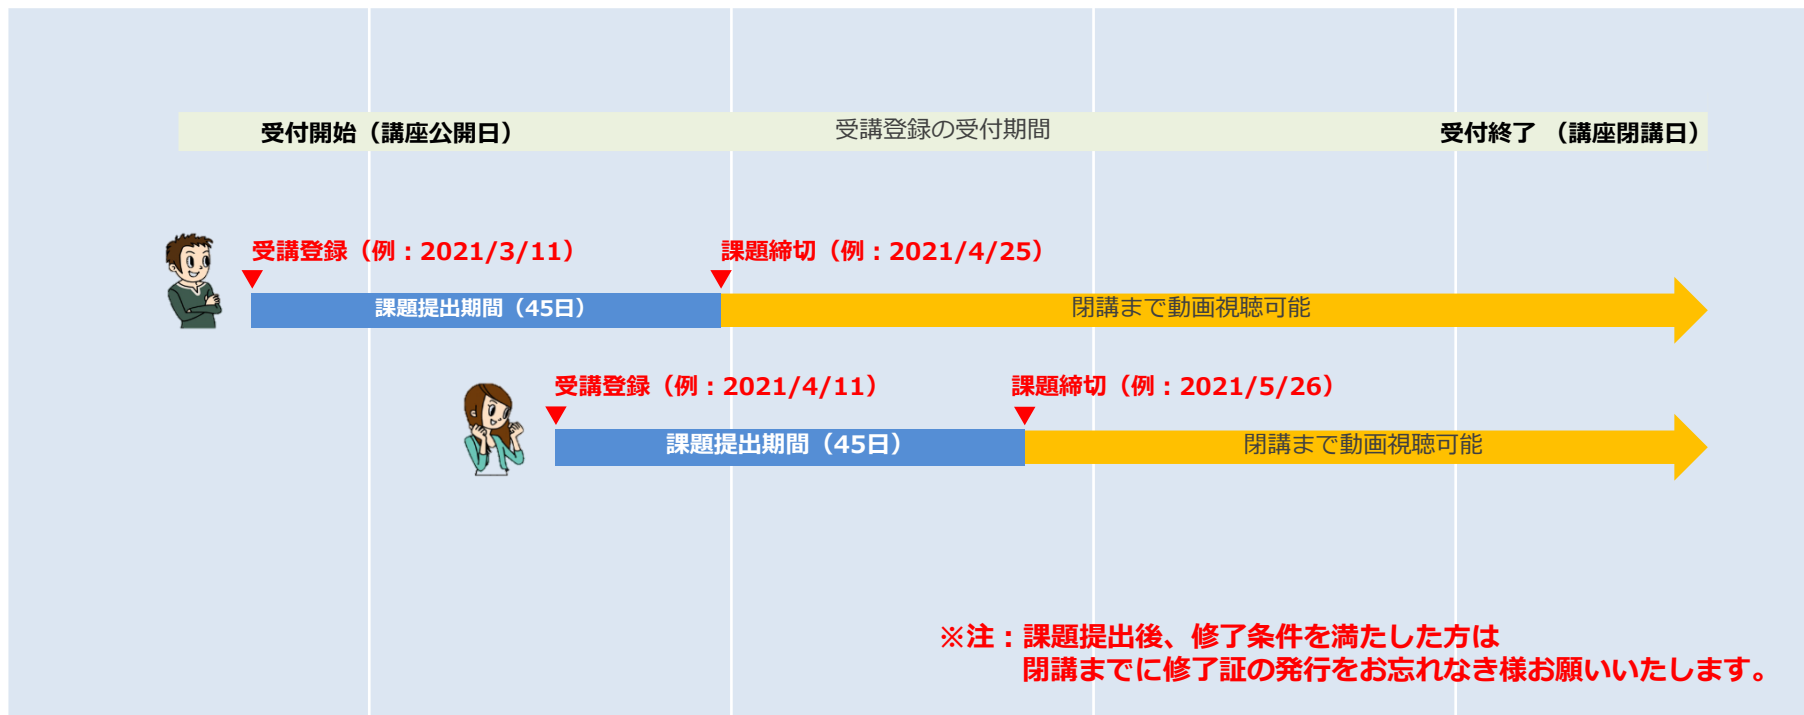 受付開始（講座公開日）
受講登録の受付期間
受付終了 （講座閉講日）
受講登録（例：2021/3/11）
課題締切（例：2021/4/25）
課題提出期間（45日）
閉講まで動画視聴可能
受講登録（例：2021/4/11）
課題締切（例：2021/5/26）
課題提出期間（45日）
閉講まで動画視聴可能
※注：課題提出後、修了条件を満たした方は
閉講までに修了証の発行をお忘れなき様お願いいたします。